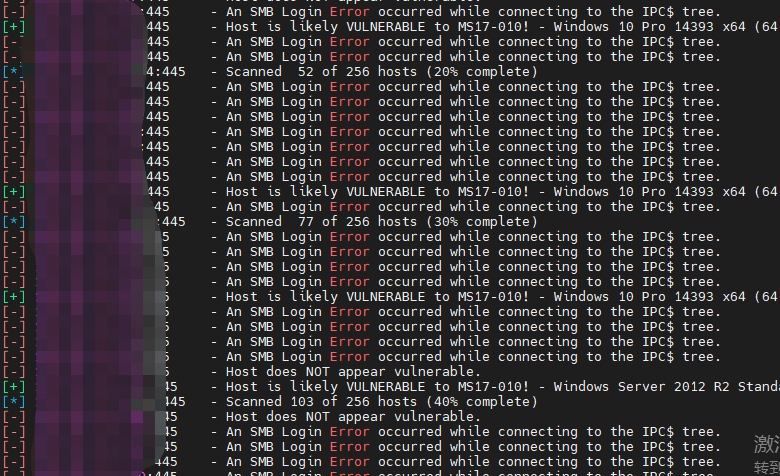 [-] :445 - An SMB Login Error occurred while connecting to the IPC$ tree.
[+] 445 - Host is likely VULNERABLE to MS17-010! - Windows 10 Pro 14393 x64 (64
[-] 445 - An SMB Login Error occurred while connecting to the IPC$ tree.
[-] 445 - An SMB Login Error occurred while connecting to the IPC$ tree.
[*] 4:445 - Scanned  52 of 256 hosts (20% complete)
[-] 445 - An SMB Login Error occurred while connecting to the IPC$ tree.
[-] 445 - An SMB Login Error occurred while connecting to the IPC$ tree.
[-] 445 - An SMB Login Error occurred while connecting to the IPC$ tree.
[-] 445 - An SMB Login Error occurred while connecting to the IPC$ tree.
[-] 445 - An SMB Login Error occurred while connecting to the IPC$ tree.
[-] 445 - An SMB Login Error occurred while connecting to the IPC$ tree.
[-] 445 - An SMB Login Error occurred while connecting to the IPC$ tree.
[+] 445 - Host is likely VULNERABLE to MS17-010! - Windows 10 Pro 14393 x64 (64
[-] 445 - An SMB Login Error occurred while connecting to the IPC$ tree.
[*] :445 - Scanned  77 of 256 hosts (30% complete)
[-] 5 - An SMB Login Error occurred while connecting to the IPC$ tree.
[-] 5 - An SMB Login Error occurred while connecting to the IPC$ tree.
[-] 5 - An SMB Login Error occurred while connecting to the IPC$ tree.
[-] 5 - An SMB Login Error occurred while connecting to the IPC$ tree.
[+] 5 - Host is likely VULNERABLE to MS17-010! - Windows 10 Pro 14393 x64 (64
[-] 5 - An SMB Login Error occurred while connecting to the IPC$ tree.
[-] 5 - An SMB Login Error occurred while connecting to the IPC$ tree.
[-] 5 - An SMB Login Error occurred while connecting to the IPC$ tree.
[-] 5 - An SMB Login Error occurred while connecting to the IPC$ tree.
[-] 5 - Host does NOT appear vulnerable.
[+] 45 - Host is likely VULNERABLE to MS17-010! - Windows Server 2012 R2 Standa
[*] 45 - Scanned 103 of 256 hosts (40% complete)
[-] 45 - Host does NOT appear vulnerable.
[-] 45 - An SMB Login Error occurred while connecting to the IPC$ tree.
[-] 45 - An SMB Login Error occurred while connecting to the IPC$ tree.
[-] 45 - An SMB Login Error occurred while connecting to the IPC$ tree.
激
转到